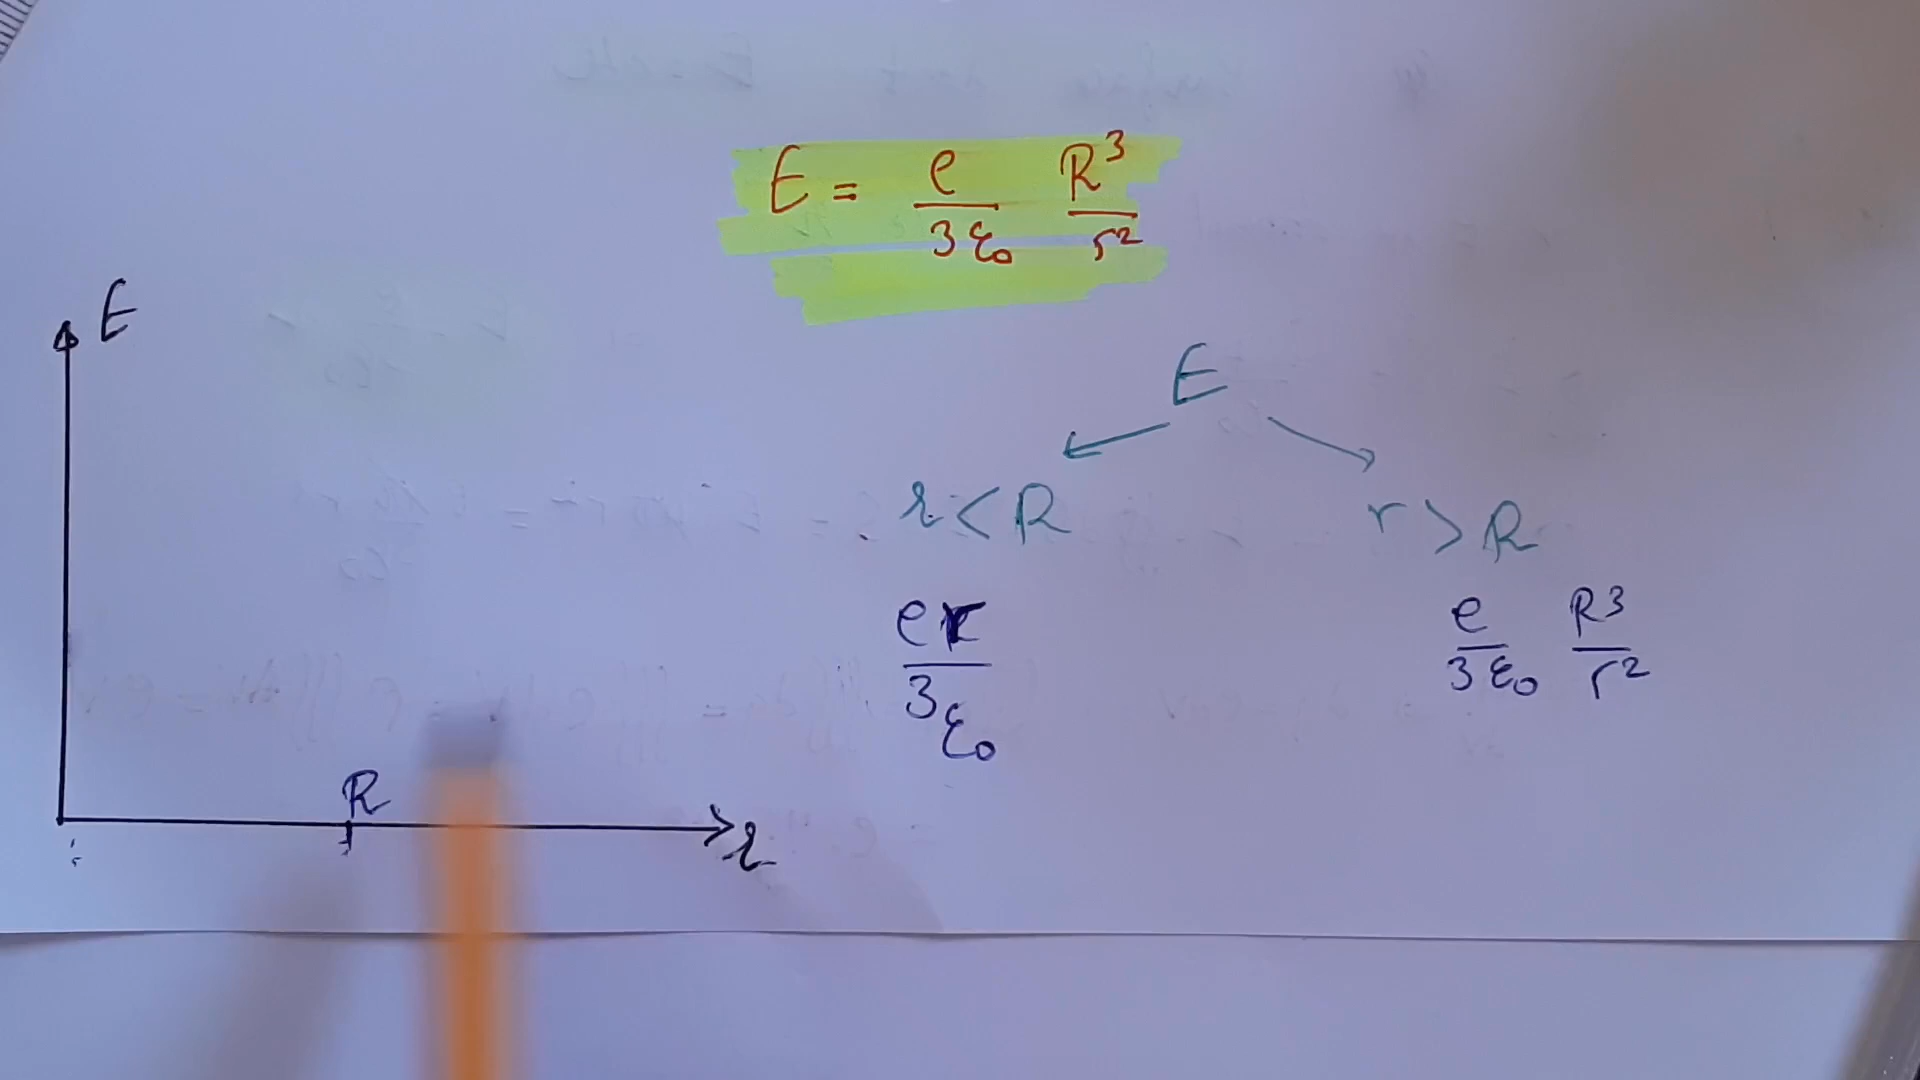 E = ρ/3ε₀ R³/r²
E
E
r < R
r > R
ρr/3ε₀
ρ/3ε₀ R³/r²
R
r